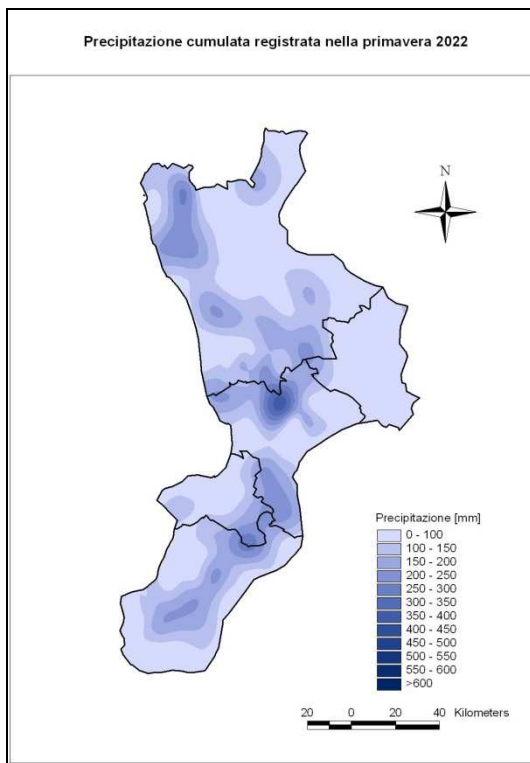 Precipitazione cumulata registrata nella primavera 2022
N
Precipitazione [mm]
0 - 100
100 - 150
150 - 200
200 - 250
250 - 300
300 - 350
350 - 400
400 - 450
450 - 500
500 - 550
550 - 600
>600
20 0 20 40 Kilometers